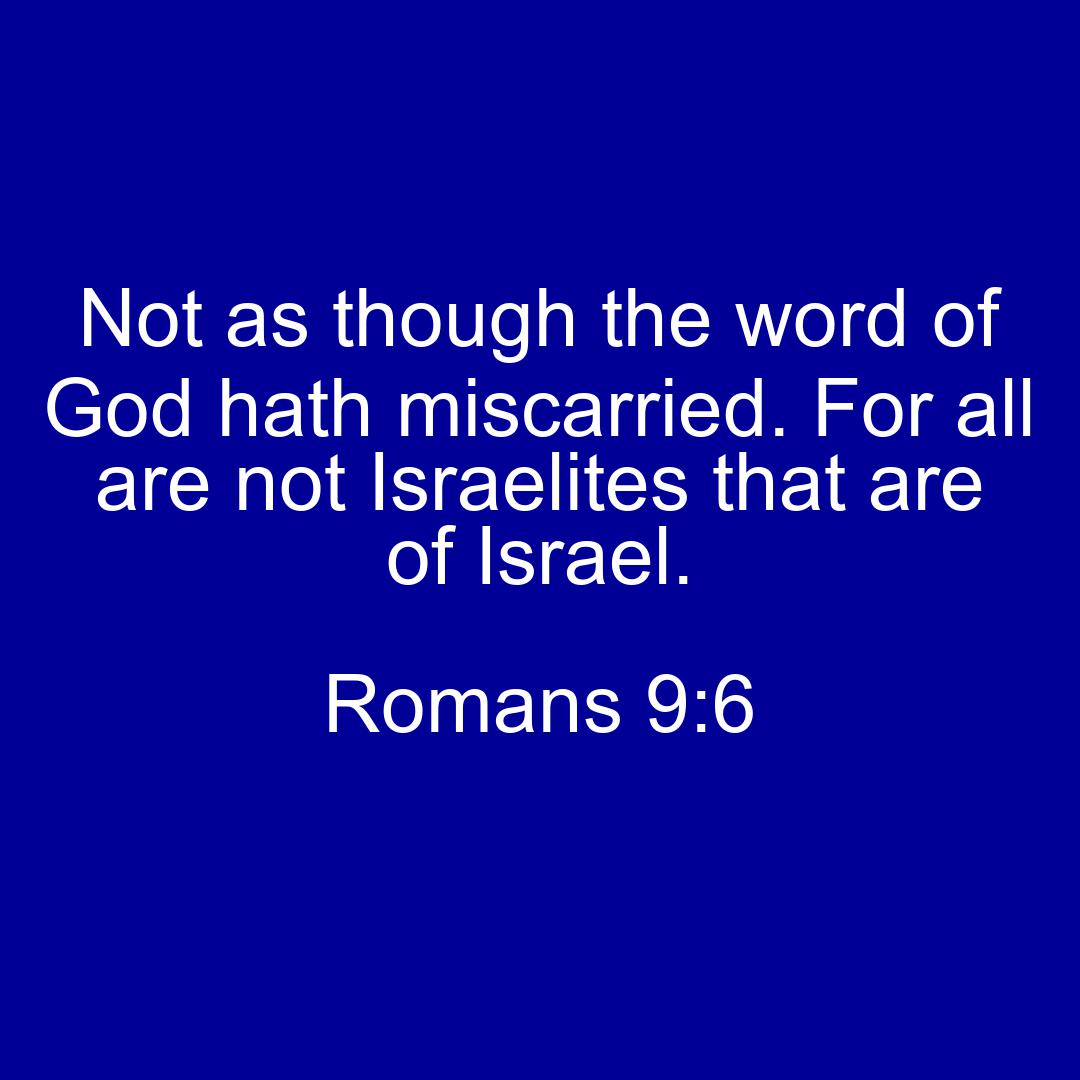 Not as though the word of
God hath miscarried. For all
are not Israelites that are
of Israel.
Romans 9:6